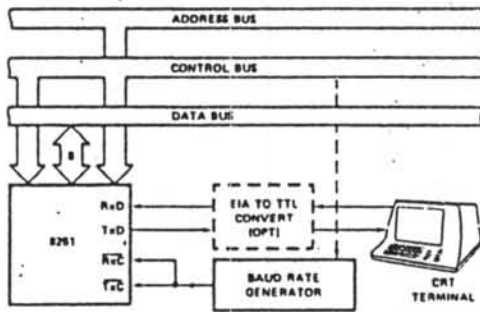 ADDRESS BUS
CONTROL BUS
DATA BUS
8
8251
RxD
TxD
RxC
TxC
EIA TO TTL
CONVERT
(OPT)
BAUD RATE
GENERATOR
CRT
TERMINAL